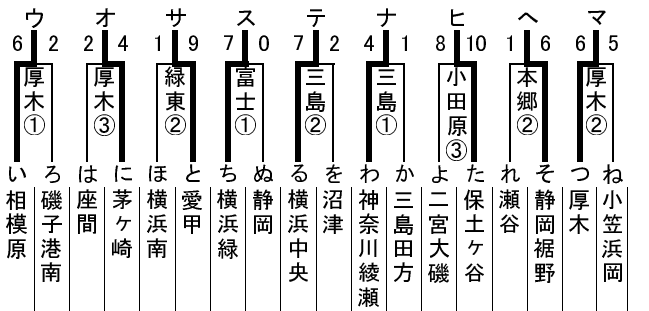 ウ オ サ ス テ ナ ヒ ヘ マ
6 2 2 4 1 9 7 0 7 2 4 1 8 10 1 6 6 5
厚木① 厚木③ 緑東② 富士① 三島② 三島① 小田原③ 本郷② 厚木②
い ろ は に ほ と ち ぬ る を わ か よ た れ そ つ ね
相模原 磯子港南 座間 茅ヶ崎 横浜南 愛甲 横浜緑 静岡 横浜中央 沼津 神奈川綾瀬 三島田方 二宮大磯 保土ヶ谷 瀬谷 静岡裾野 厚木 小笠浜岡